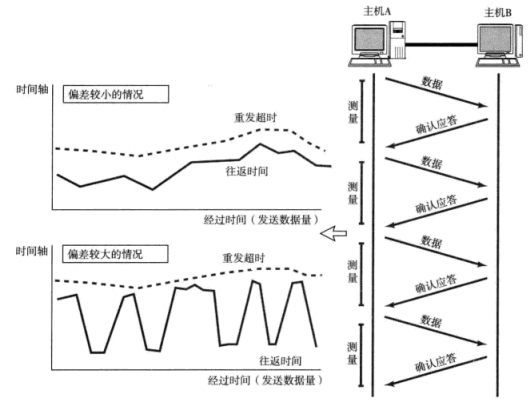 主机A
主机B
时间轴
偏差较小的情况
重发超时
往返时间
经过时间（发送数据量）
时间轴
偏差较大的情况
重发超时
往返时间
经过时间（发送数据量）
测量
数据
确认应答
测量
数据
确认应答
测量
数据
确认应答
测量
数据
确认应答